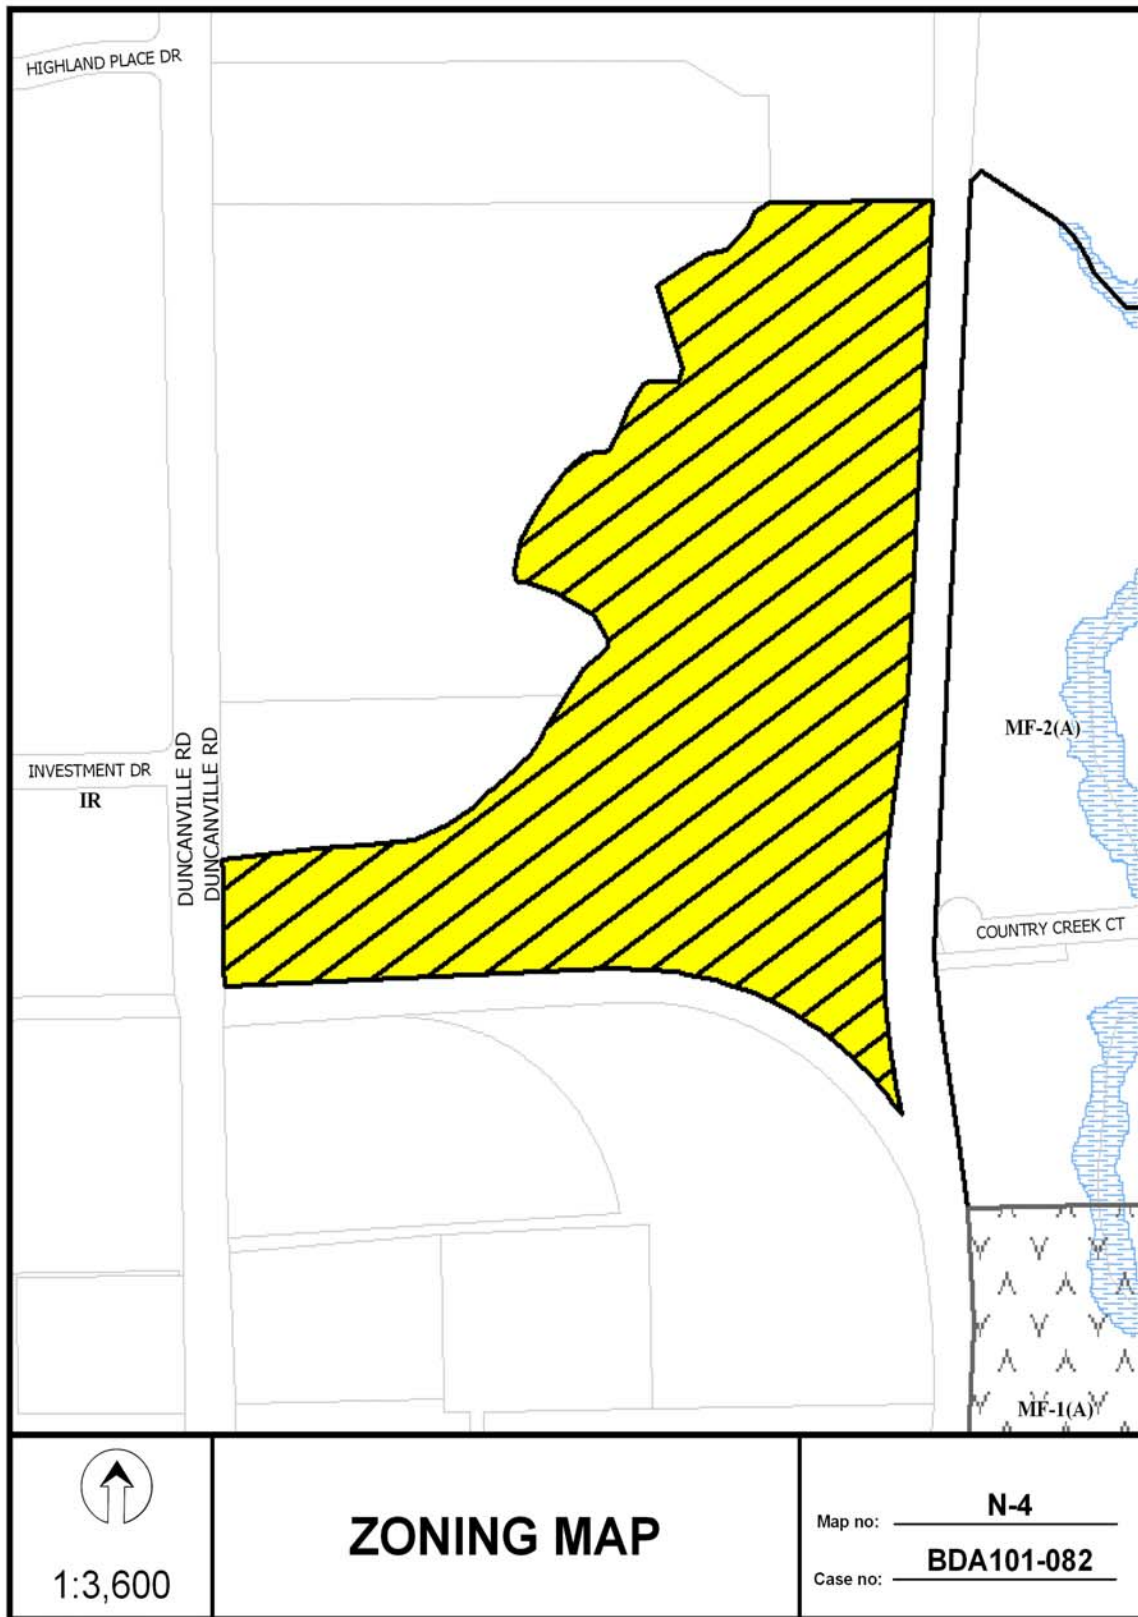 HIGHLAND PLACE DR
MF-2(A)
DUNCANVILLE RD
DUNCANVILLE RD
INVESTMENT DR
IR
COUNTRY CREEK CT
MF-1(A)
1:3,600
ZONING MAP
Map no: N-4
Case no: BDA101-082